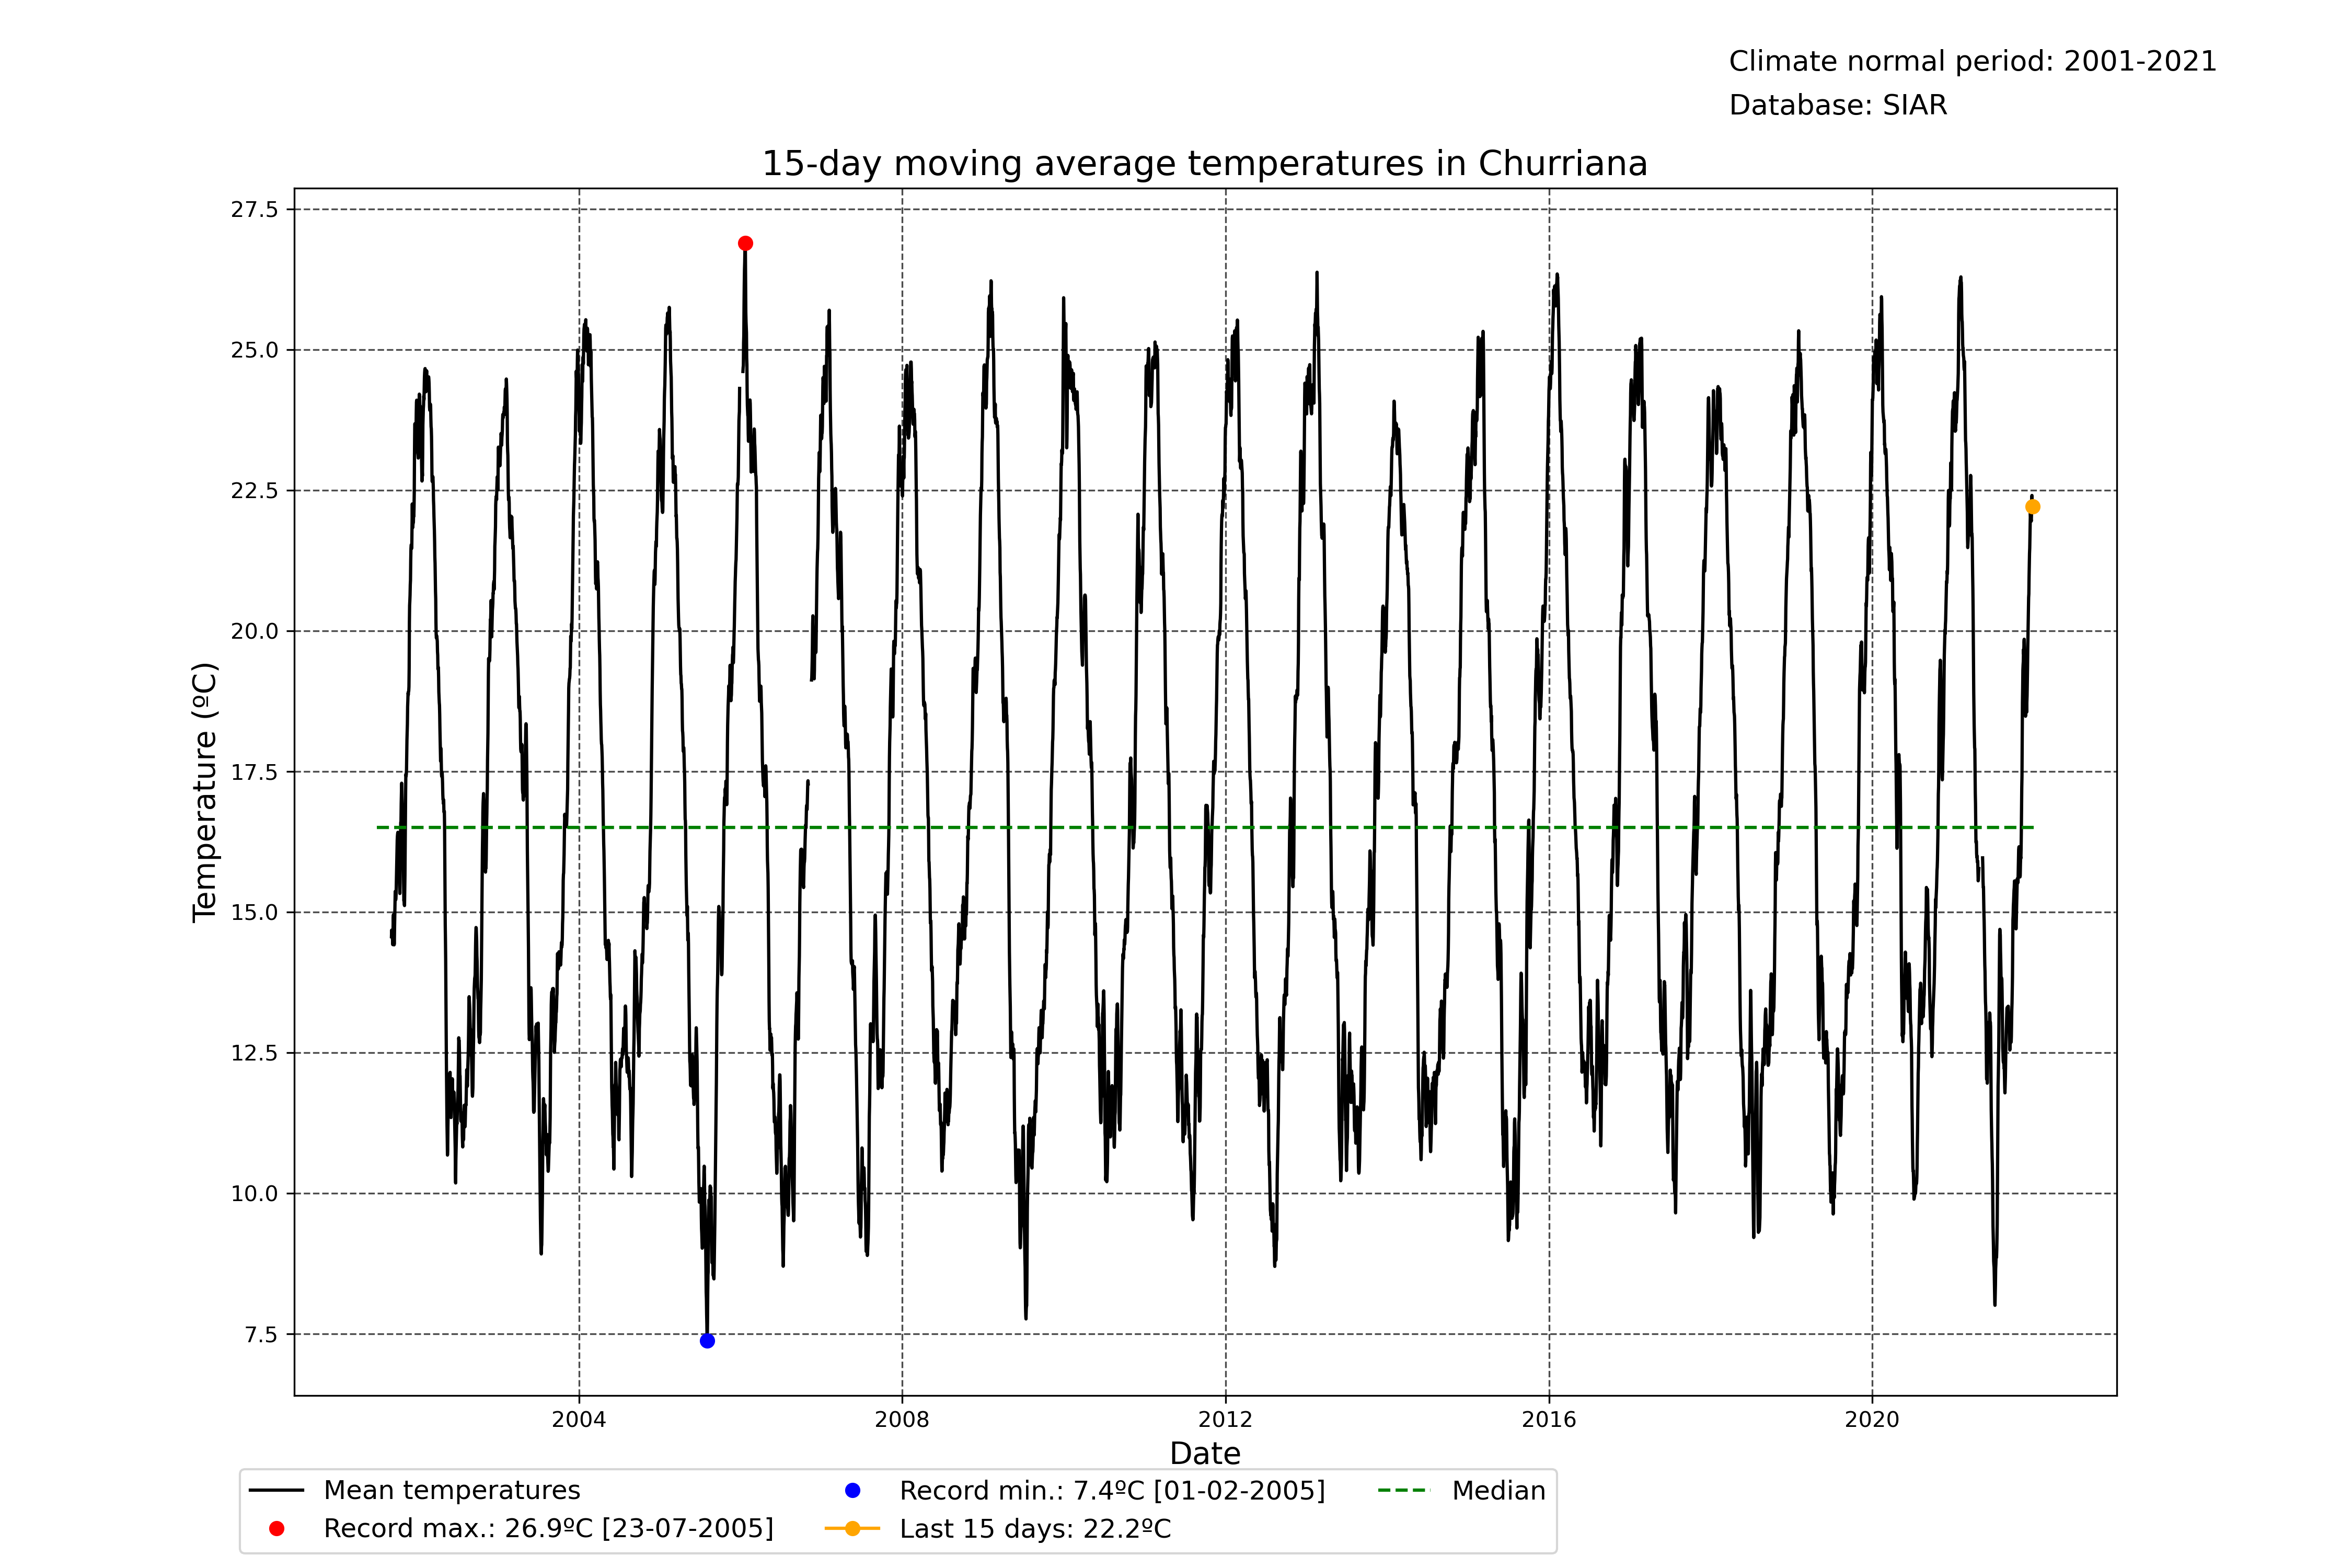 Climate normal period: 2001-2021
Database: SIAR
15-day moving average temperatures in Churriana
27.5
25.0
22.5
20.0
17.5
15.0
12.5
10.0
7.5
Temperature (ºC)
2004 2008 2012 2016 2020
Date
Mean temperatures
Record max.: 26.9ºC [23-07-2005]
Record min.: 7.4ºC [01-02-2005]
Last 15 days: 22.2ºC
Median